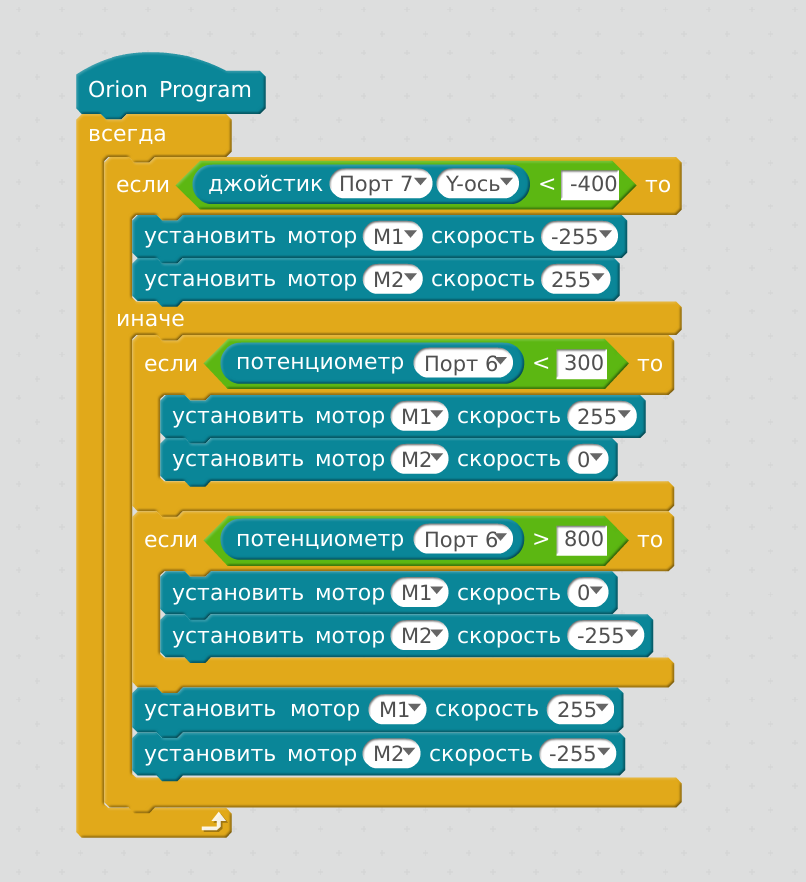 Orion Program
всегда
если джойстик Порт 7 Y-ось < -400 то
установить мотор M1 скорость -255
установить мотор M2 скорость 255
иначе
если потенциометр Порт 6 < 300 то
установить мотор M1 скорость 255
установить мотор M2 скорость 0
если потенциометр Порт 6 > 800 то
установить мотор M1 скорость 0
установить мотор M2 скорость -255
установить мотор M1 скорость 255
установить мотор M2 скорость -255